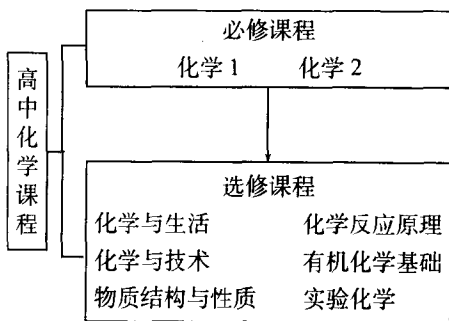 高中化学课程
必修课程
化学1 化学2
选修课程
化学与生活 化学反应原理
化学与技术 有机化学基础
物质结构与性质 实验化学